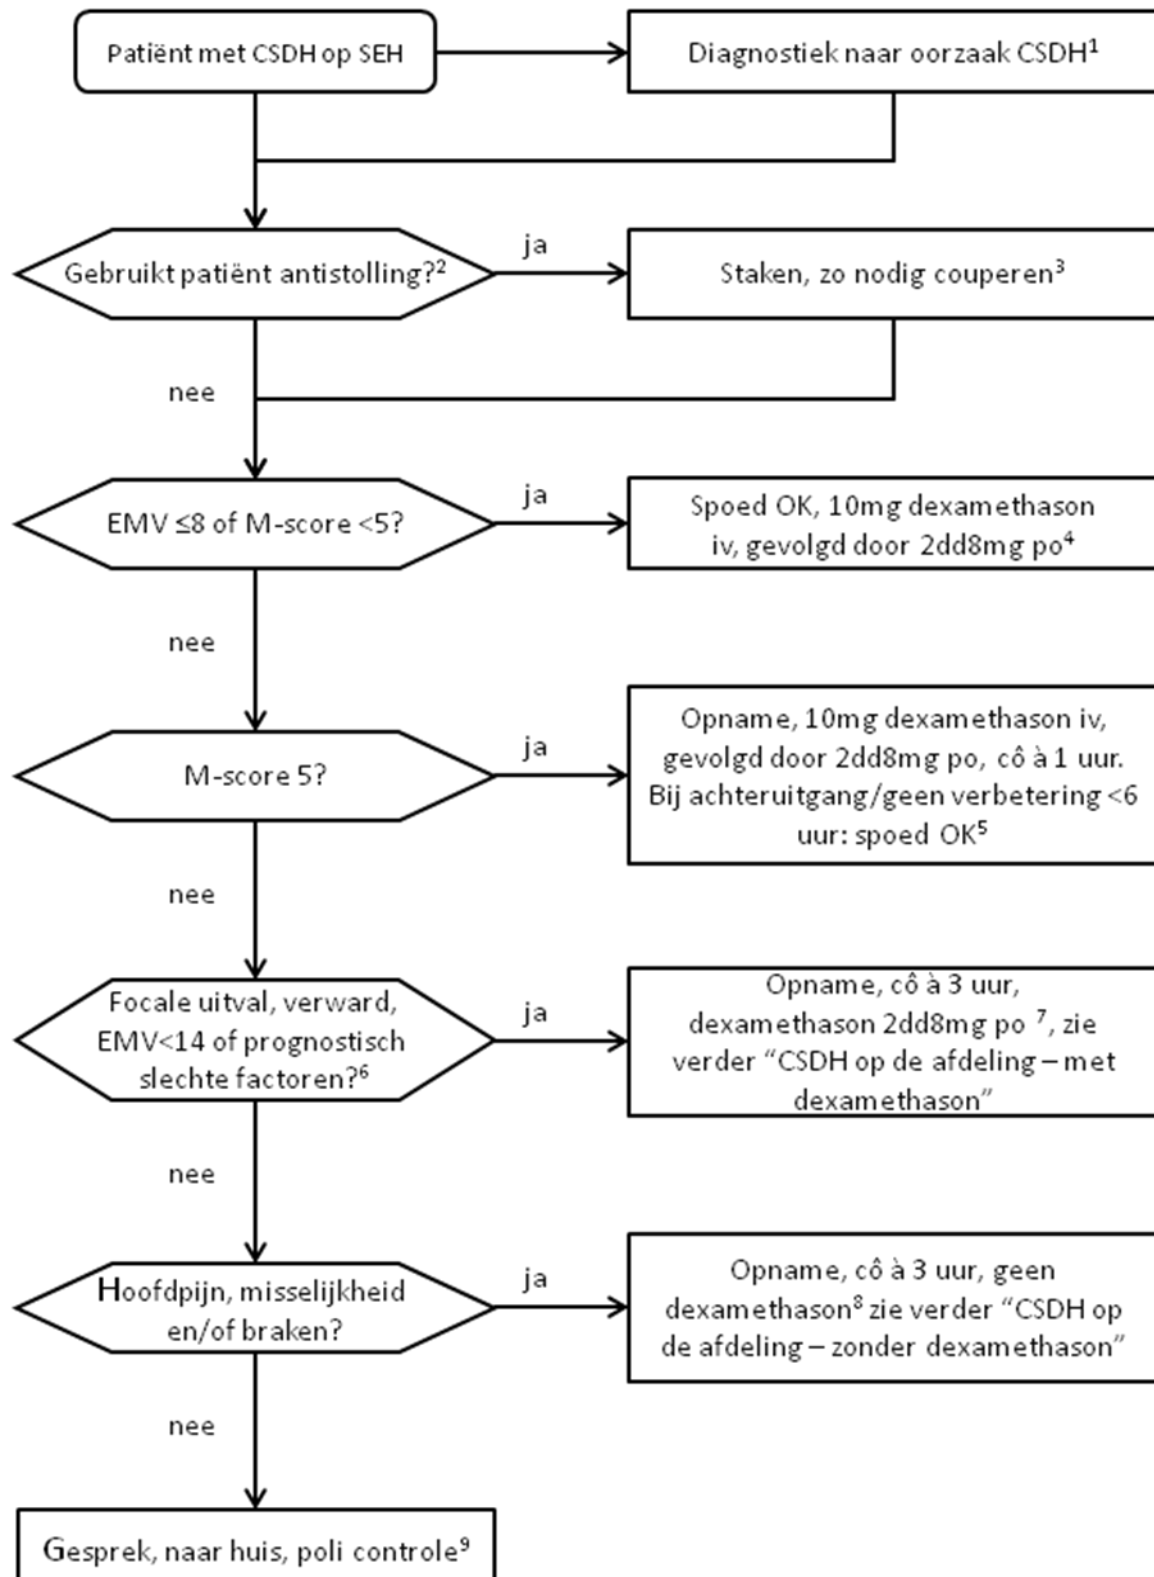 Patiënt met CSDH op SEH
Diagnostiek naar oorzaak CSDH¹
Gebruikt patiënt antistolling?²
ja
Staken, zo nodig couperen³
nee
EMV ≤8 of M-score <5?
ja
Spoed OK, 10mg dexamethason
iv, gevolgd door 2dd8mg po⁴
nee
M-score 5?
ja
Opname, 10mg dexamethason iv,
gevolgd door 2dd8mg po, cô à 1 uur.
Bij achteruitgang/geen verbetering <6
uur: spoed OK⁵
nee
Focale uitval, verward,
EMV<14 of prognostisch
slechte factoren?⁶
ja
Opname, cô à 3 uur,
dexamethason 2dd8mg po ⁷, zie
verder “CSDH op de afdeling – met
dexamethason”
nee
Hoofdpijn, misselijkheid
en/of braken?
ja
Opname, cô à 3 uur, geen
dexamethason⁸ zie verder “CSDH op
de afdeling – zonder dexamethason”
nee
Gesprek, naar huis, poli controle⁹